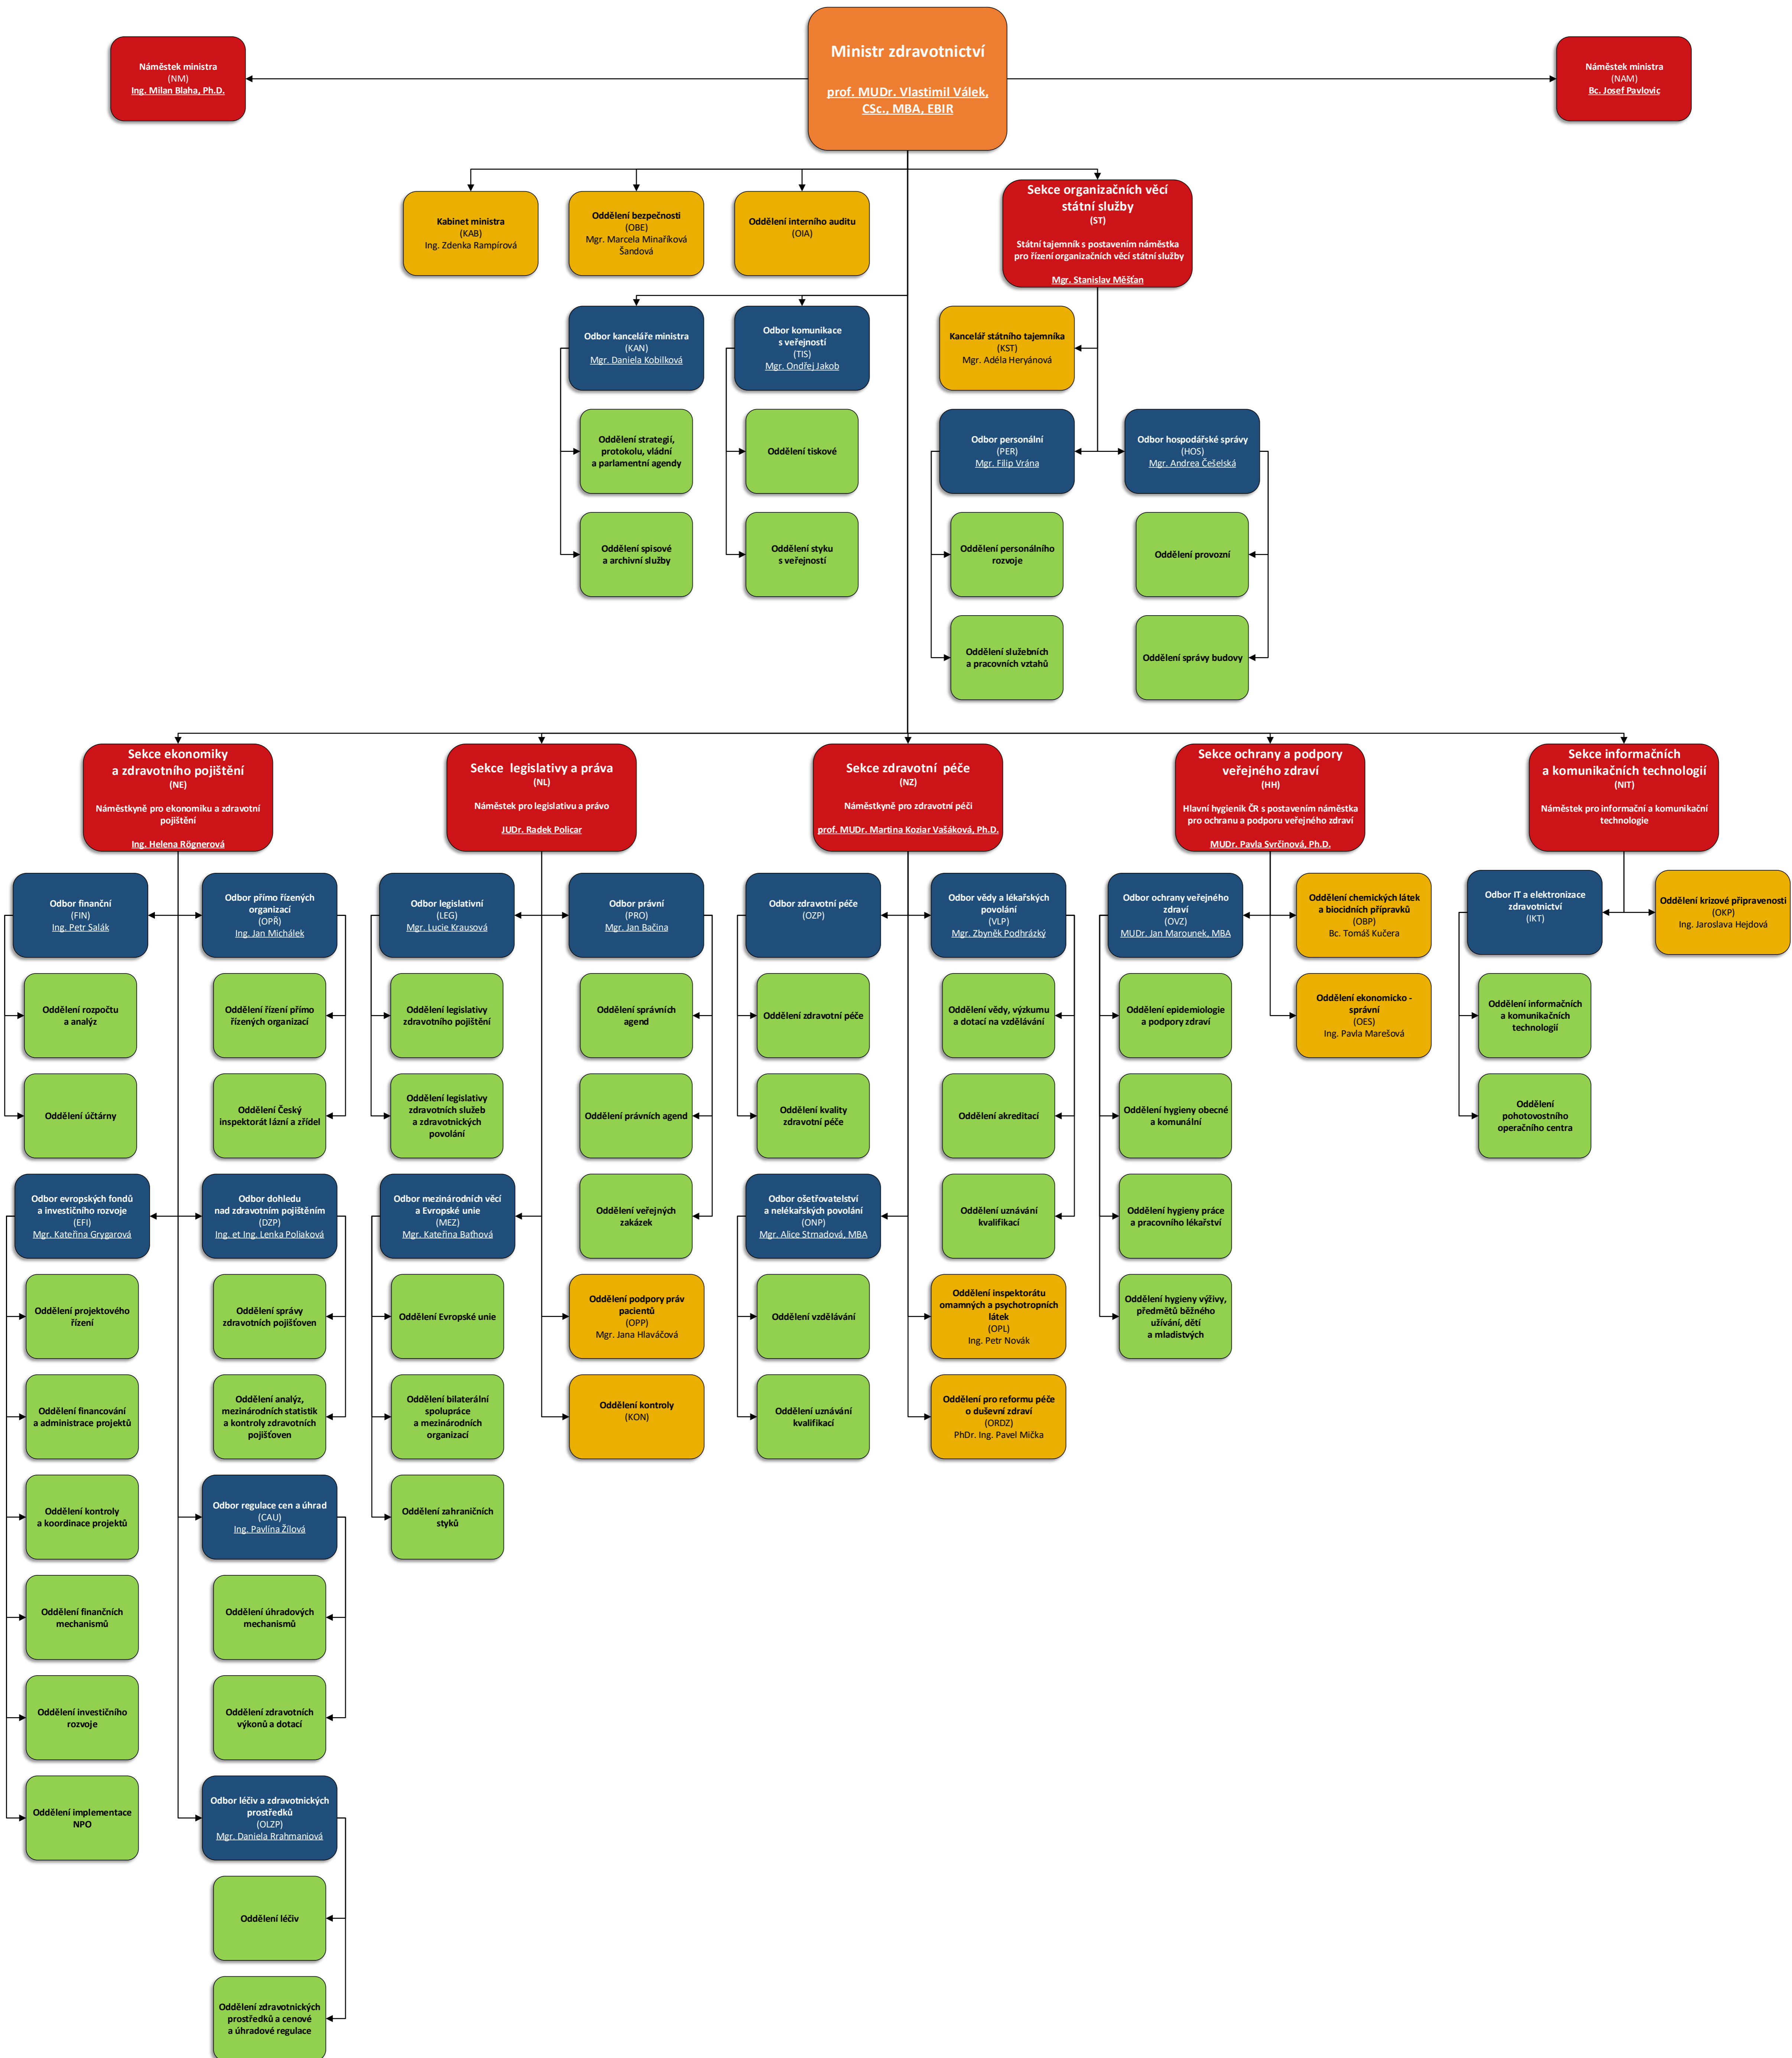 Ministr zdravotnictví
prof. MUDr. Vlastimil Válek,
CSc., MBA, EBIR
Náměstek ministra
(NM)
Ing. Milan Blaha, Ph.D.
Náměstek ministra
(NAM)
Bc. Josef Pavlovic
Kabinet ministra
(KAB)
Ing. Zdenka Rampírová
Oddělení bezpečnosti
(OBE)
Mgr. Marcela Minaříková
Šandová
Oddělení interního auditu
(OIA)
Sekce organizačních věcí
státní služby
(ST)
Státní tajemník s postavením náměstka
pro řízení organizačních věcí státní služby
Mgr. Stanislav Měšťan
Odbor kanceláře ministra
(KAN)
Mgr. Daniela Kobilková
Odbor komunikace
s veřejností
(TIS)
Mgr. Ondřej Jakob
Kancelář státního tajemníka
(KST)
Mgr. Adéla Heryánová
Oddělení strategií,
protokolu, vládní
a parlamentní agendy
Oddělení tiskové
Odbor personální
(PER)
Mgr. Filip Vrána
Odbor hospodářské správy
(HOS)
Mgr. Andrea Češelská
Oddělení spisové
a archivní služby
Oddělení styku
s veřejností
Oddělení personálního
rozvoje
Oddělení provozní
Oddělení služebních
a pracovních vztahů
Oddělení správy budovy
Sekce ekonomiky
a zdravotního pojištění
(NE)
Náměstkyně pro ekonomiku a zdravotní
pojištění
Ing. Helena Rögnerová
Sekce  legislativy a práva
(NL)
Náměstek pro legislativu a právo
JUDr. Radek Policar
Sekce zdravotní  péče
(NZ)
Náměstkyně pro zdravotní péči
prof. MUDr. Martina Koziar Vašáková, Ph.D.
Sekce ochrany a podpory
veřejného zdraví
(HH)
Hlavní hygienik ČR s postavením náměstka
pro ochranu a podporu veřejného zdraví
MUDr. Pavla Svrčinová, Ph.D.
Sekce informačních
a komunikačních technologií
(NIT)
Náměstek pro informační a komunikační
technologie
Odbor finanční
(FIN)
Ing. Petr Salák
Odbor přímo řízených
organizací
(OPŘ)
Ing. Jan Michálek
Odbor legislativní
(LEG)
Mgr. Lucie Krausová
Odbor právní
(PRO)
Mgr. Jan Bačina
Odbor zdravotní péče
(OZP)
Odbor vědy a lékařských
povolání
(VLP)
Mgr. Zbyněk Podhrázký
Odbor ochrany veřejného
zdraví
(OVZ)
MUDr. Jan Marounek, MBA
Oddělení chemických látek
a biocidních přípravků
(OBP)
Bc. Tomáš Kučera
Odbor IT a elektronizace
zdravotnictví
(IKT)
Oddělení krizové připravenosti
(OKP)
Ing. Jaroslava Hejdová
Oddělení rozpočtu
a analýz
Oddělení řízení přímo
řízených organizací
Oddělení legislativy
zdravotního pojištění
Oddělení správních
agend
Oddělení zdravotní péče
Oddělení vědy, výzkumu
a dotací na vzdělávání
Oddělení epidemiologie
a podpory zdraví
Oddělení ekonomicko -
správní
(OES)
Ing. Pavla Marešová
Oddělení informačních
a komunikačních
technologií
Oddělení účtárny
Oddělení Český
inspektorát lázní a zřídel
Oddělení legislativy
zdravotních služeb
a zdravotnických
povolání
Oddělení právních agend
Oddělení kvality
zdravotní péče
Oddělení akreditací
Oddělení hygieny obecné
a komunální
Oddělení
pohotovostního
operačního centra
Odbor evropských fondů
a investičního rozvoje
(EFI)
Mgr. Kateřina Grygarová
Odbor dohledu
nad zdravotním pojištěním
(DZP)
Ing. et Ing. Lenka Poliaková
Odbor mezinárodních věcí
a Evropské unie
(MEZ)
Mgr. Kateřina Baťhová
Oddělení veřejných
zakázek
Odbor ošetřovatelství
a nelékařských povolání
(ONP)
Mgr. Alice Strnadová, MBA
Oddělení uznávání
kvalifikací
Oddělení hygieny práce
a pracovního lékařství
Oddělení projektového
řízení
Oddělení správy
zdravotních pojišťoven
Oddělení Evropské unie
Oddělení podpory práv
pacientů
(OPP)
Mgr. Jana Hlaváčová
Oddělení vzdělávání
Oddělení inspektorátu
omamných a psychotropních
látek
(OPL)
Ing. Petr Novák
Oddělení hygieny výživy,
předmětů běžného
užívání, dětí
a mladistvých
Oddělení financování
a administrace projektů
Oddělení analýz,
mezinárodních statistik
a kontroly zdravotních
pojišťoven
Oddělení bilaterální
spolupráce
a mezinárodních
organizací
Oddělení kontroly
(KON)
Oddělení uznávání
kvalifikací
Oddělení pro reformu péče
o duševní zdraví
(ORDZ)
PhDr. Ing. Pavel Mička
Oddělení kontroly
a koordinace projektů
Odbor regulace cen a úhrad
(CAU)
Ing. Pavlína Žílová
Oddělení zahraničních
styků
Oddělení finančních
mechanismů
Oddělení úhradových
mechanismů
Oddělení investičního
rozvoje
Oddělení zdravotních
výkonů a dotací
Oddělení implementace
NPO
Odbor léčiv a zdravotnických
prostředků
(OLZP)
Mgr. Daniela Rrahmaniová
Oddělení léčiv
Oddělení zdravotnických
prostředků a cenové
a úhradové regulace